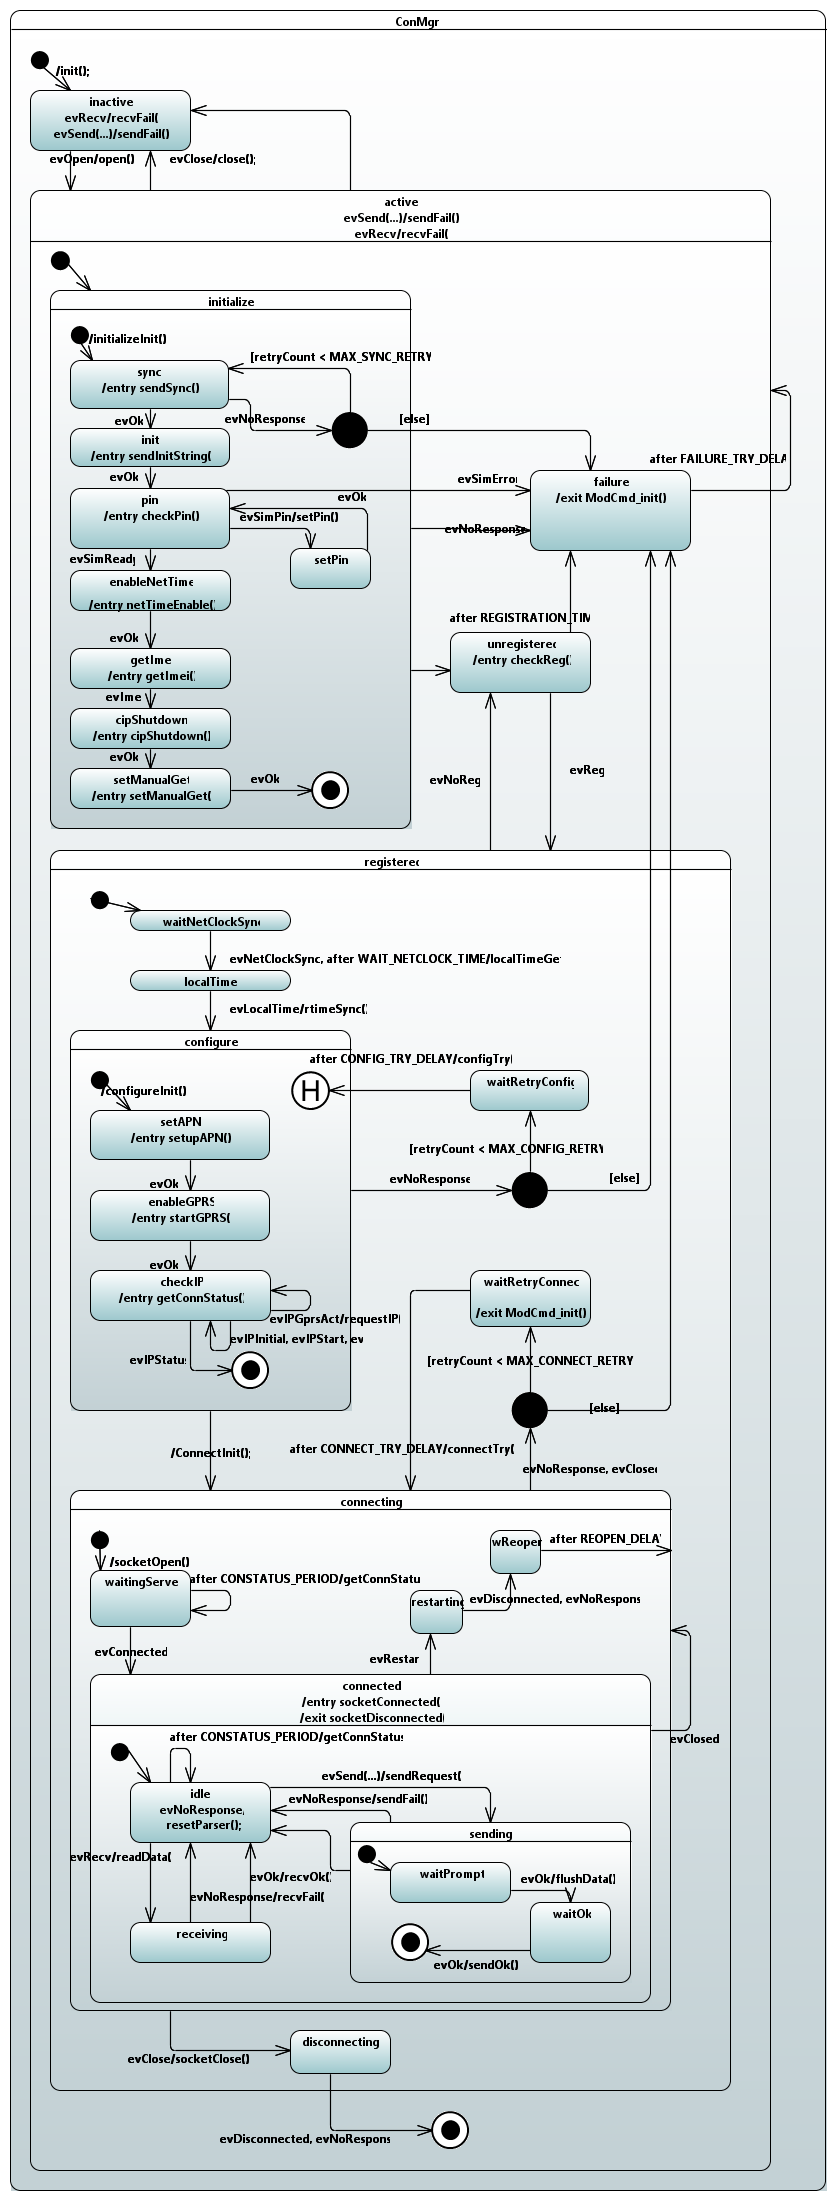 ConMgr
/init();
inactive
evRecv/recvFail(
evSend(...)/sendFail()
evOpen/open()
evClose/close();
active
evSend(...)/sendFail()
evRecv/recvFail(
initialize
/initializeInit()
[retryCount < MAX_SYNC_RETRY
sync
/entry sendSync()
evNoResponse
[else]
evOk
init
/entry sendInitString(
after FAILURE_TRY_DELA
evOk
evSimErro
failure
/exit ModCmd_init()
pin
/entry checkPin()
evOk
evSimPin/setPin()
evNoResponse
evSimReady
setPin
enableNetTime
/entry netTimeEnable()
after REGISTRATION_TIM
evOk
unregistered
/entry checkReg()
getIme
/entry getImei()
evIme
cipShutdown
/entry cipShutdown()
evOk
setManualGet
/entry setManualGet(
evOk
evNoReg
evReg
registered
waitNetClockSync
evNetClockSync, after WAIT_NETCLOCK_TIME/localTimeGe
localTime
evLocalTime/rtimeSync()
configure
after CONFIG_TRY_DELAY/configTry(
/configureInit()
H
waitRetryConfig
setAPN
/entry setupAPN()
[retryCount < MAX_CONFIG_RETRY
evNoResponse
[else]
evOk
enableGPRS
/entry startGPRS(
evOk
checkIP
/entry getConnStatus()
waitRetryConnec
/exit ModCmd_init()
evIPGprsAct/requestIP(
evIPInitial, evIPStart, ev
evIPStatus
[retryCount < MAX_CONNECT_RETRY
[else]
/ConnectInit();
after CONNECT_TRY_DELAY/connectTry(
evNoResponse, evClosed
connecting
/socketOpen()
wReopen
after REOPEN_DELAY
waitingServe
after CONSTATUS_PERIOD/getConnStatu
restarting
evDisconnected, evNoRespons
evConnected
evRestar
connected
/entry socketConnected(
/exit socketDisconnected(
after CONSTATUS_PERIOD/getConnStatus
evClosed
idle
evNoResponse/
resetParser();
evSend(...)/sendRequest(
evNoResponse/sendFail()
sending
evRecv/readData(
evOk/recvOk(
waitPrompt
evOk/flushData()
evNoResponse/recvFail(
receiving
waitOk
evOk/sendOk()
disconnecting
evClose/socketClose()
evDisconnected, evNoRespons